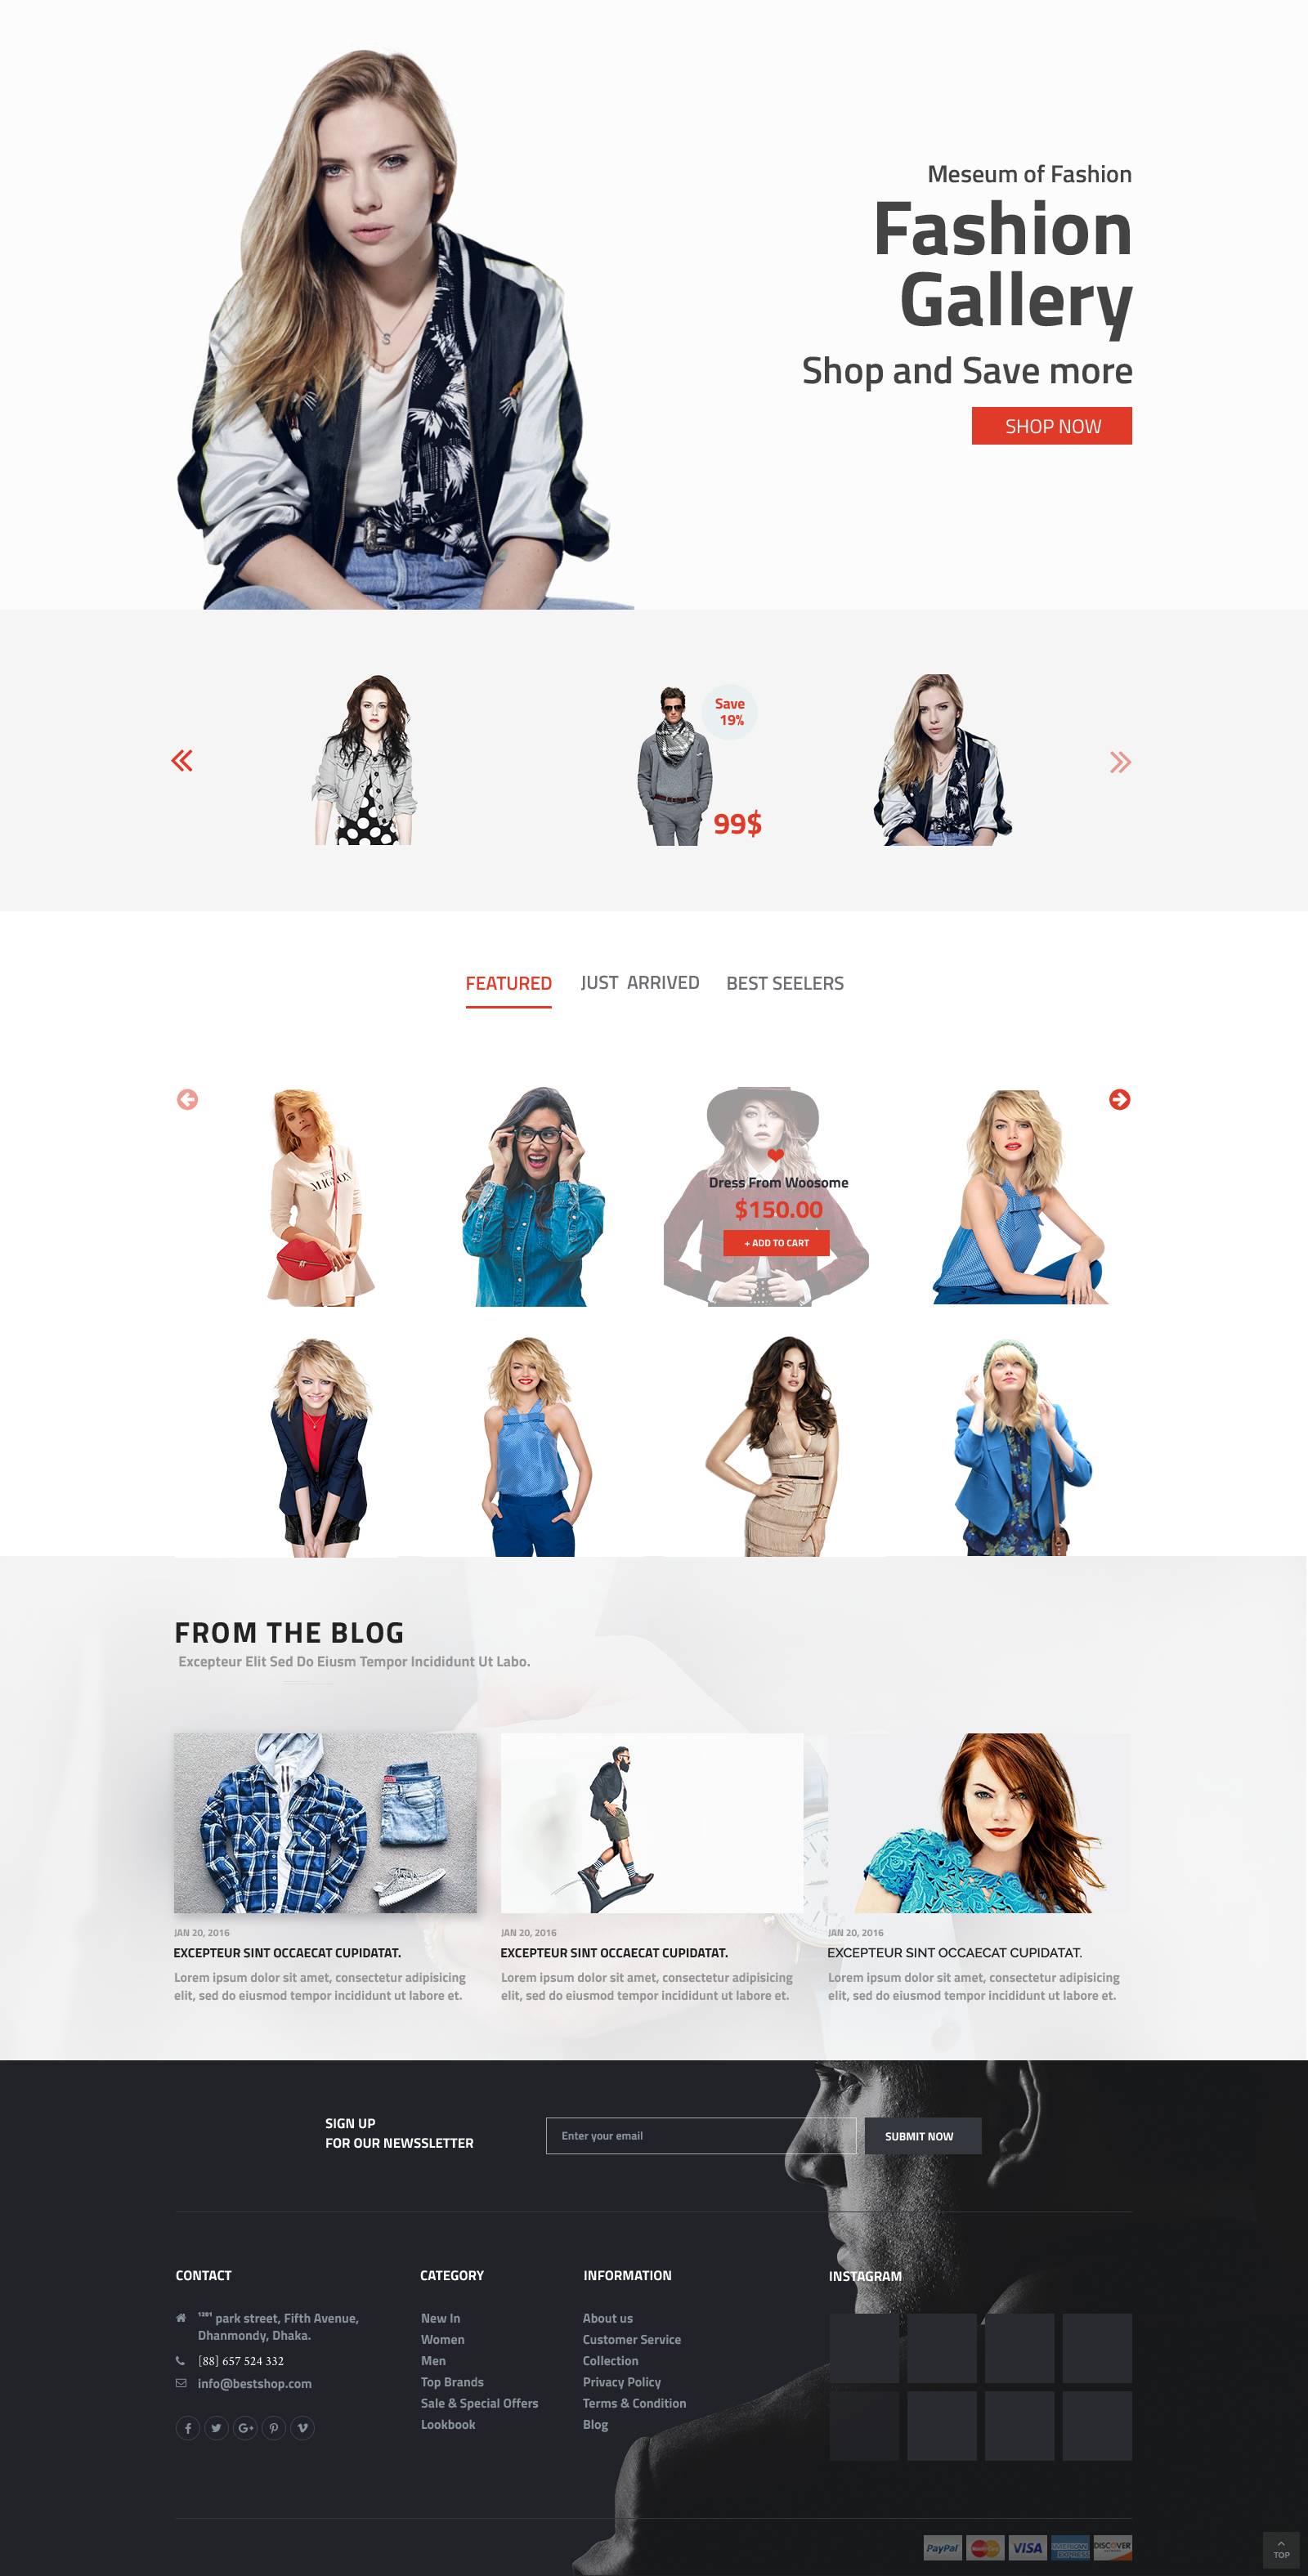 Meseum of Fashion
Fashion
Gallery
Shop and Save more
SHOP NOW
S
Save
19%
99$
FEATURED
JUST ARRIVED
BEST SEELERS
MIGNON
Dress From Woosome
$150.00
+ ADD TO CART
FROM THE BLOG
Excepteur Elit Sed Do Eiusm Tempor Incididunt Ut Labo.
JAN 20, 2016
EXCEPTEUR SINT OCCAECAT CUPIDATAT.
Lorem ipsum dolor sit amet, consectetur adipisicing
elit, sed do eiusmod tempor incididunt ut labore et.
JAN 20, 2016
EXCEPTEUR SINT OCCAECAT CUPIDATAT.
Lorem ipsum dolor sit amet, consectetur adipisicing
elit, sed do eiusmod tempor incididunt ut labore et.
JAN 20, 2016
EXCEPTEUR SINT OCCAECAT CUPIDATAT.
Lorem ipsum dolor sit amet, consectetur adipisicing
elit, sed do eiusmod tempor incididunt ut labore et.
SIGN UP
FOR OUR NEWSSLETTER
Enter your email
SUBMIT NOW
CONTACT
park street, Fifth Avenue,
Dhanmondy, Dhaka.
[88] 657 524 332
info@bestshop.com
CATEGORY
New In
Women
Men
Top Brands
Sale & Special Offers
Lookbook
INFORMATION
About us
Customer Service
Collection
Privacy Policy
Terms & Condition
Blog
INSTAGRAM
PayPal
MasterCard
VISA
AMERICAN
EXPRESS
DISCOVER
TOP